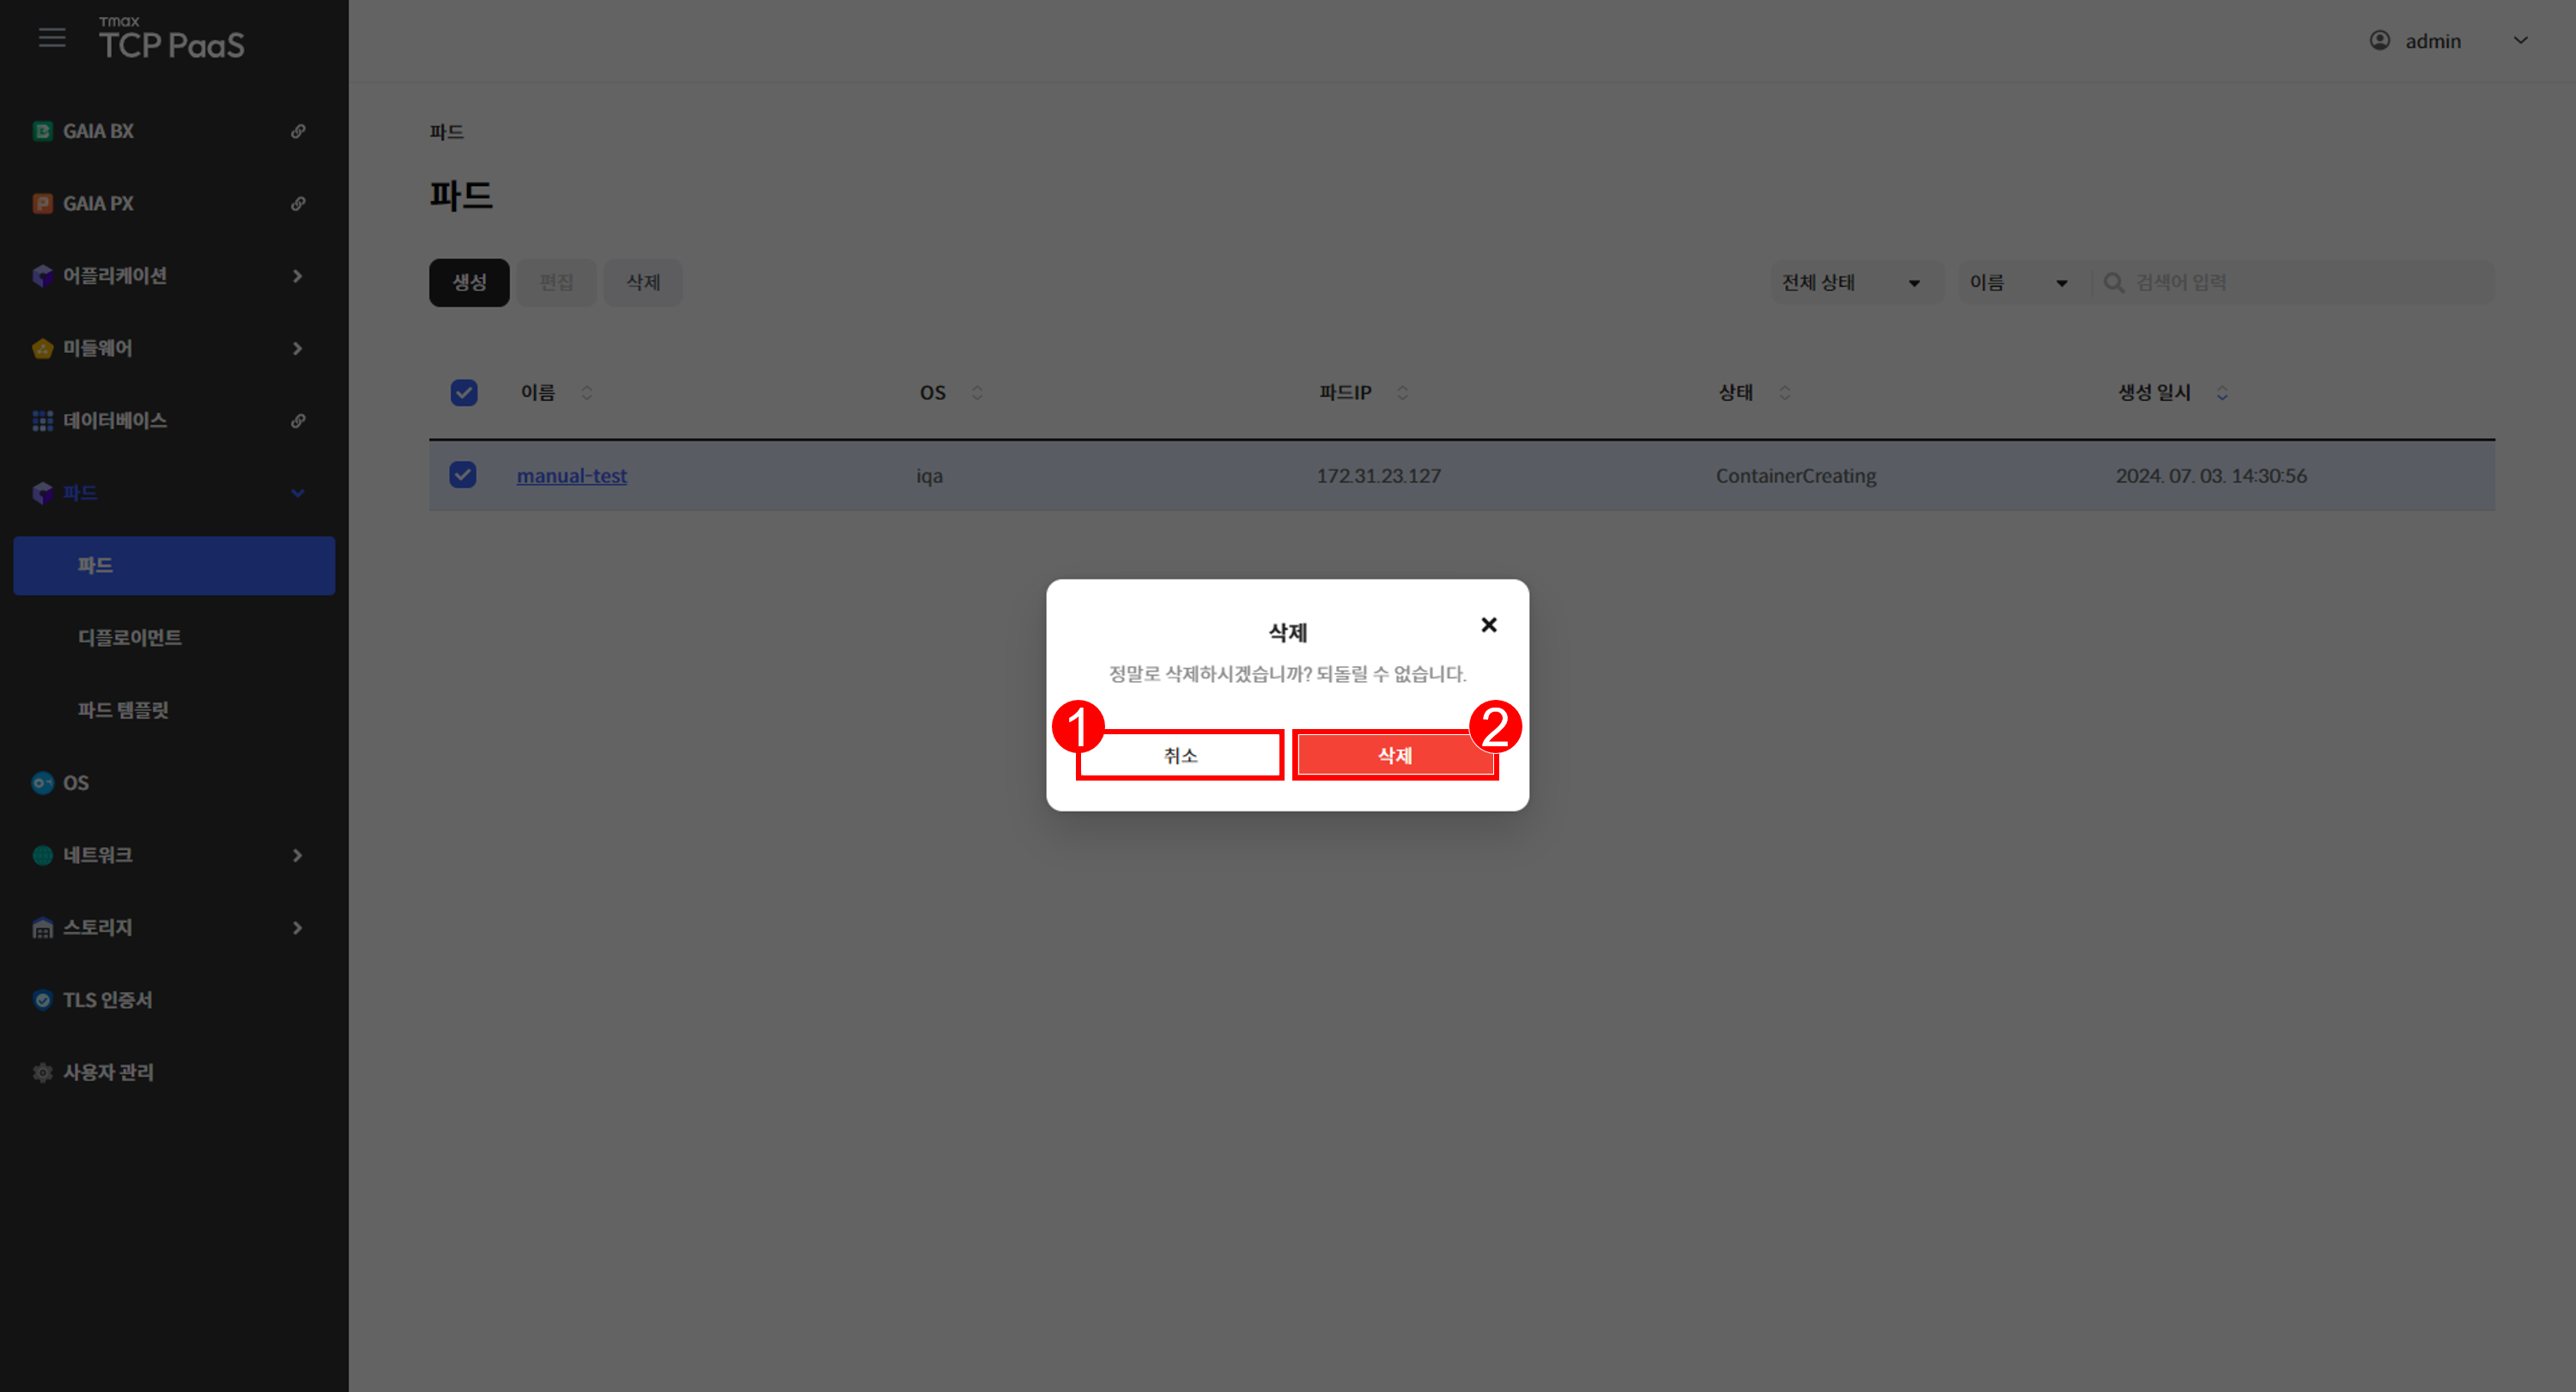 Tmax
TCP PaaS
admin
GAIA BX
GAIA PX
어플리케이션
미들웨어
데이터베이스
파드
파드
디플로이먼트
파드 템플릿
OS
네트워크
스토리지
TLS 인증서
사용자 관리
파드
파드
생성 편집 삭제 전체 상태 이름 검색어 입력
이름 OS 파드IP 상태 생성 일시
manual-test iqa 172.31.23.127 ContainerCreating 2024. 07. 03. 14:30:56
삭제
정말로 삭제하시겠습니까? 되돌릴 수 없습니다.
1 2
취소 삭제